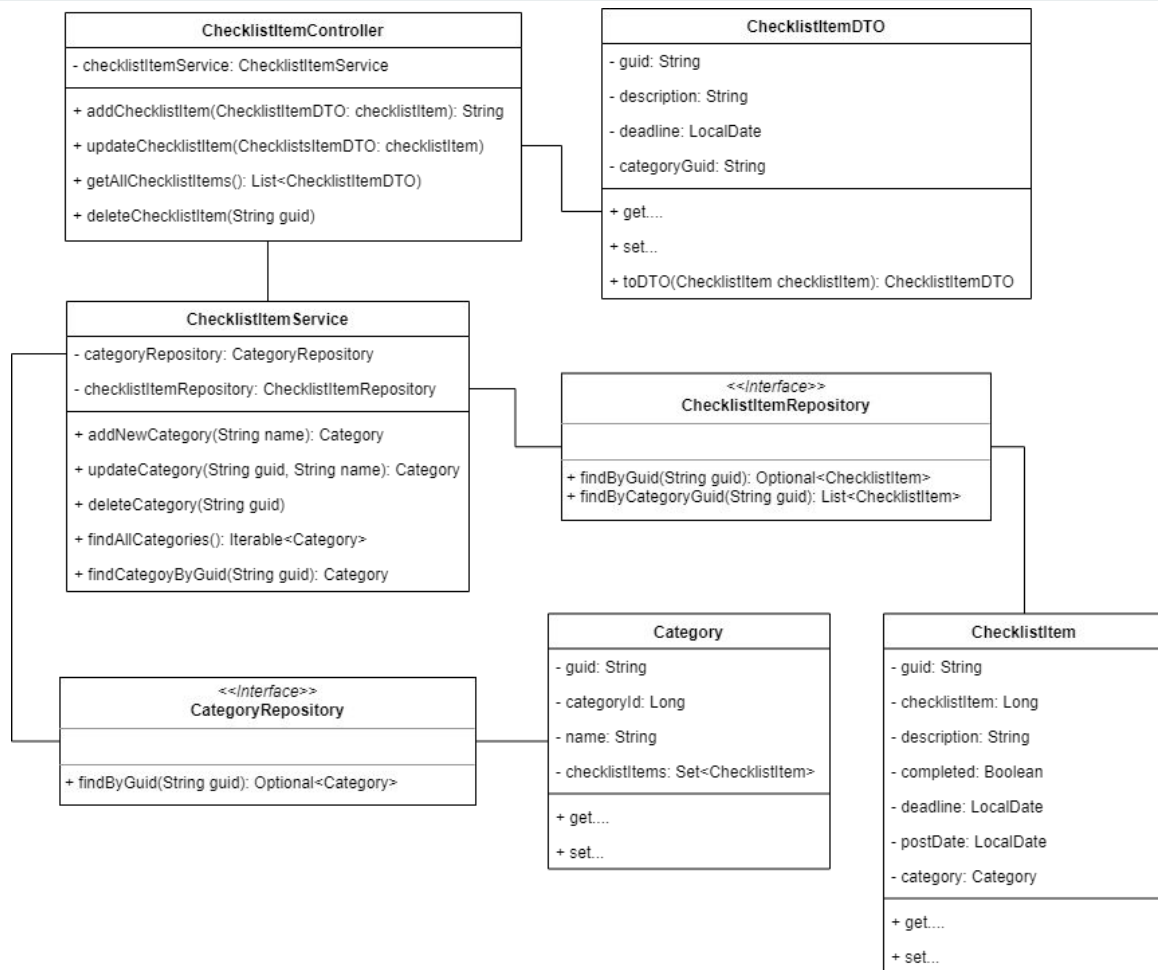 ChecklistItemController
- checklistItemService: ChecklistItemService
+ addChecklistItem(ChecklistItemDTO: checklistItem): String
+ updateChecklistItem(ChecklistsItemDTO: checklistItem)
+ getAllChecklistItems(): List<ChecklistItemDTO)
+ deleteChecklistItem(String guid)
ChecklistItemDTO
- guid: String
- description: String
- deadline: LocalDate
- categoryGuid: String
+ get....
+ set...
+ toDTO(ChecklistItem checklistItem): ChecklistItemDTO
ChecklistItemService
- categoryRepository: CategoryRepository
- checklistItemRepository: ChecklistItemRepository
+ addNewCategory(String name): Category
+ updateCategory(String guid, String name): Category
+ deleteCategory(String guid)
+ findAllCategories(): Iterable<Category>
+ findCategoyByGuid(String guid): Category
<<Interface>>
ChecklistItemRepository
+ findByGuid(String guid): Optional<ChecklistItem>
+ findByCategoryGuid(String guid): List<ChecklistItem>
<<Interface>>
CategoryRepository
+ findByGuid(String guid): Optional<Category>
Category
- guid: String
- categoryId: Long
- name: String
- checklistItems: Set<ChecklistItem>
+ get....
+ set...
ChecklistItem
- guid: String
- checklistItem: Long
- description: String
- completed: Boolean
- deadline: LocalDate
- postDate: LocalDate
- category: Category
+ get....
+ set...